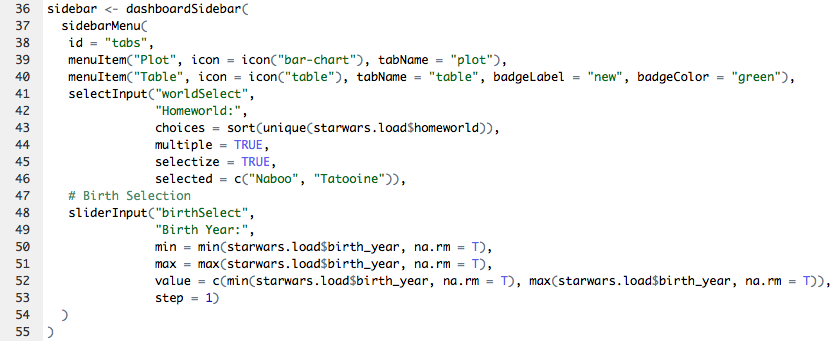 36 sidebar <- dashboardSidebar(
37   sidebarMenu(
38    id = "tabs",
39    menuItem("Plot", icon = icon("bar-chart"), tabName = "plot"),
40    menuItem("Table", icon = icon("table"), tabName = "table", badgeLabel = "new", badgeColor = "green"),
41    selectInput("worldSelect",
42                "Homeworld:",
43                choices = sort(unique(starwars.load$homeworld)),
44                multiple = TRUE,
45                selectize = TRUE,
46                selected = c("Naboo", "Tatooine")),
47    # Birth Selection
48    sliderInput("birthSelect",
49                "Birth Year:",
50                min = min(starwars.load$birth_year, na.rm = T),
51                max = max(starwars.load$birth_year, na.rm = T),
52                value = c(min(starwars.load$birth_year, na.rm = T), max(starwars.load$birth_year, na.rm = T)),
53                step = 1)
54   )
55 )